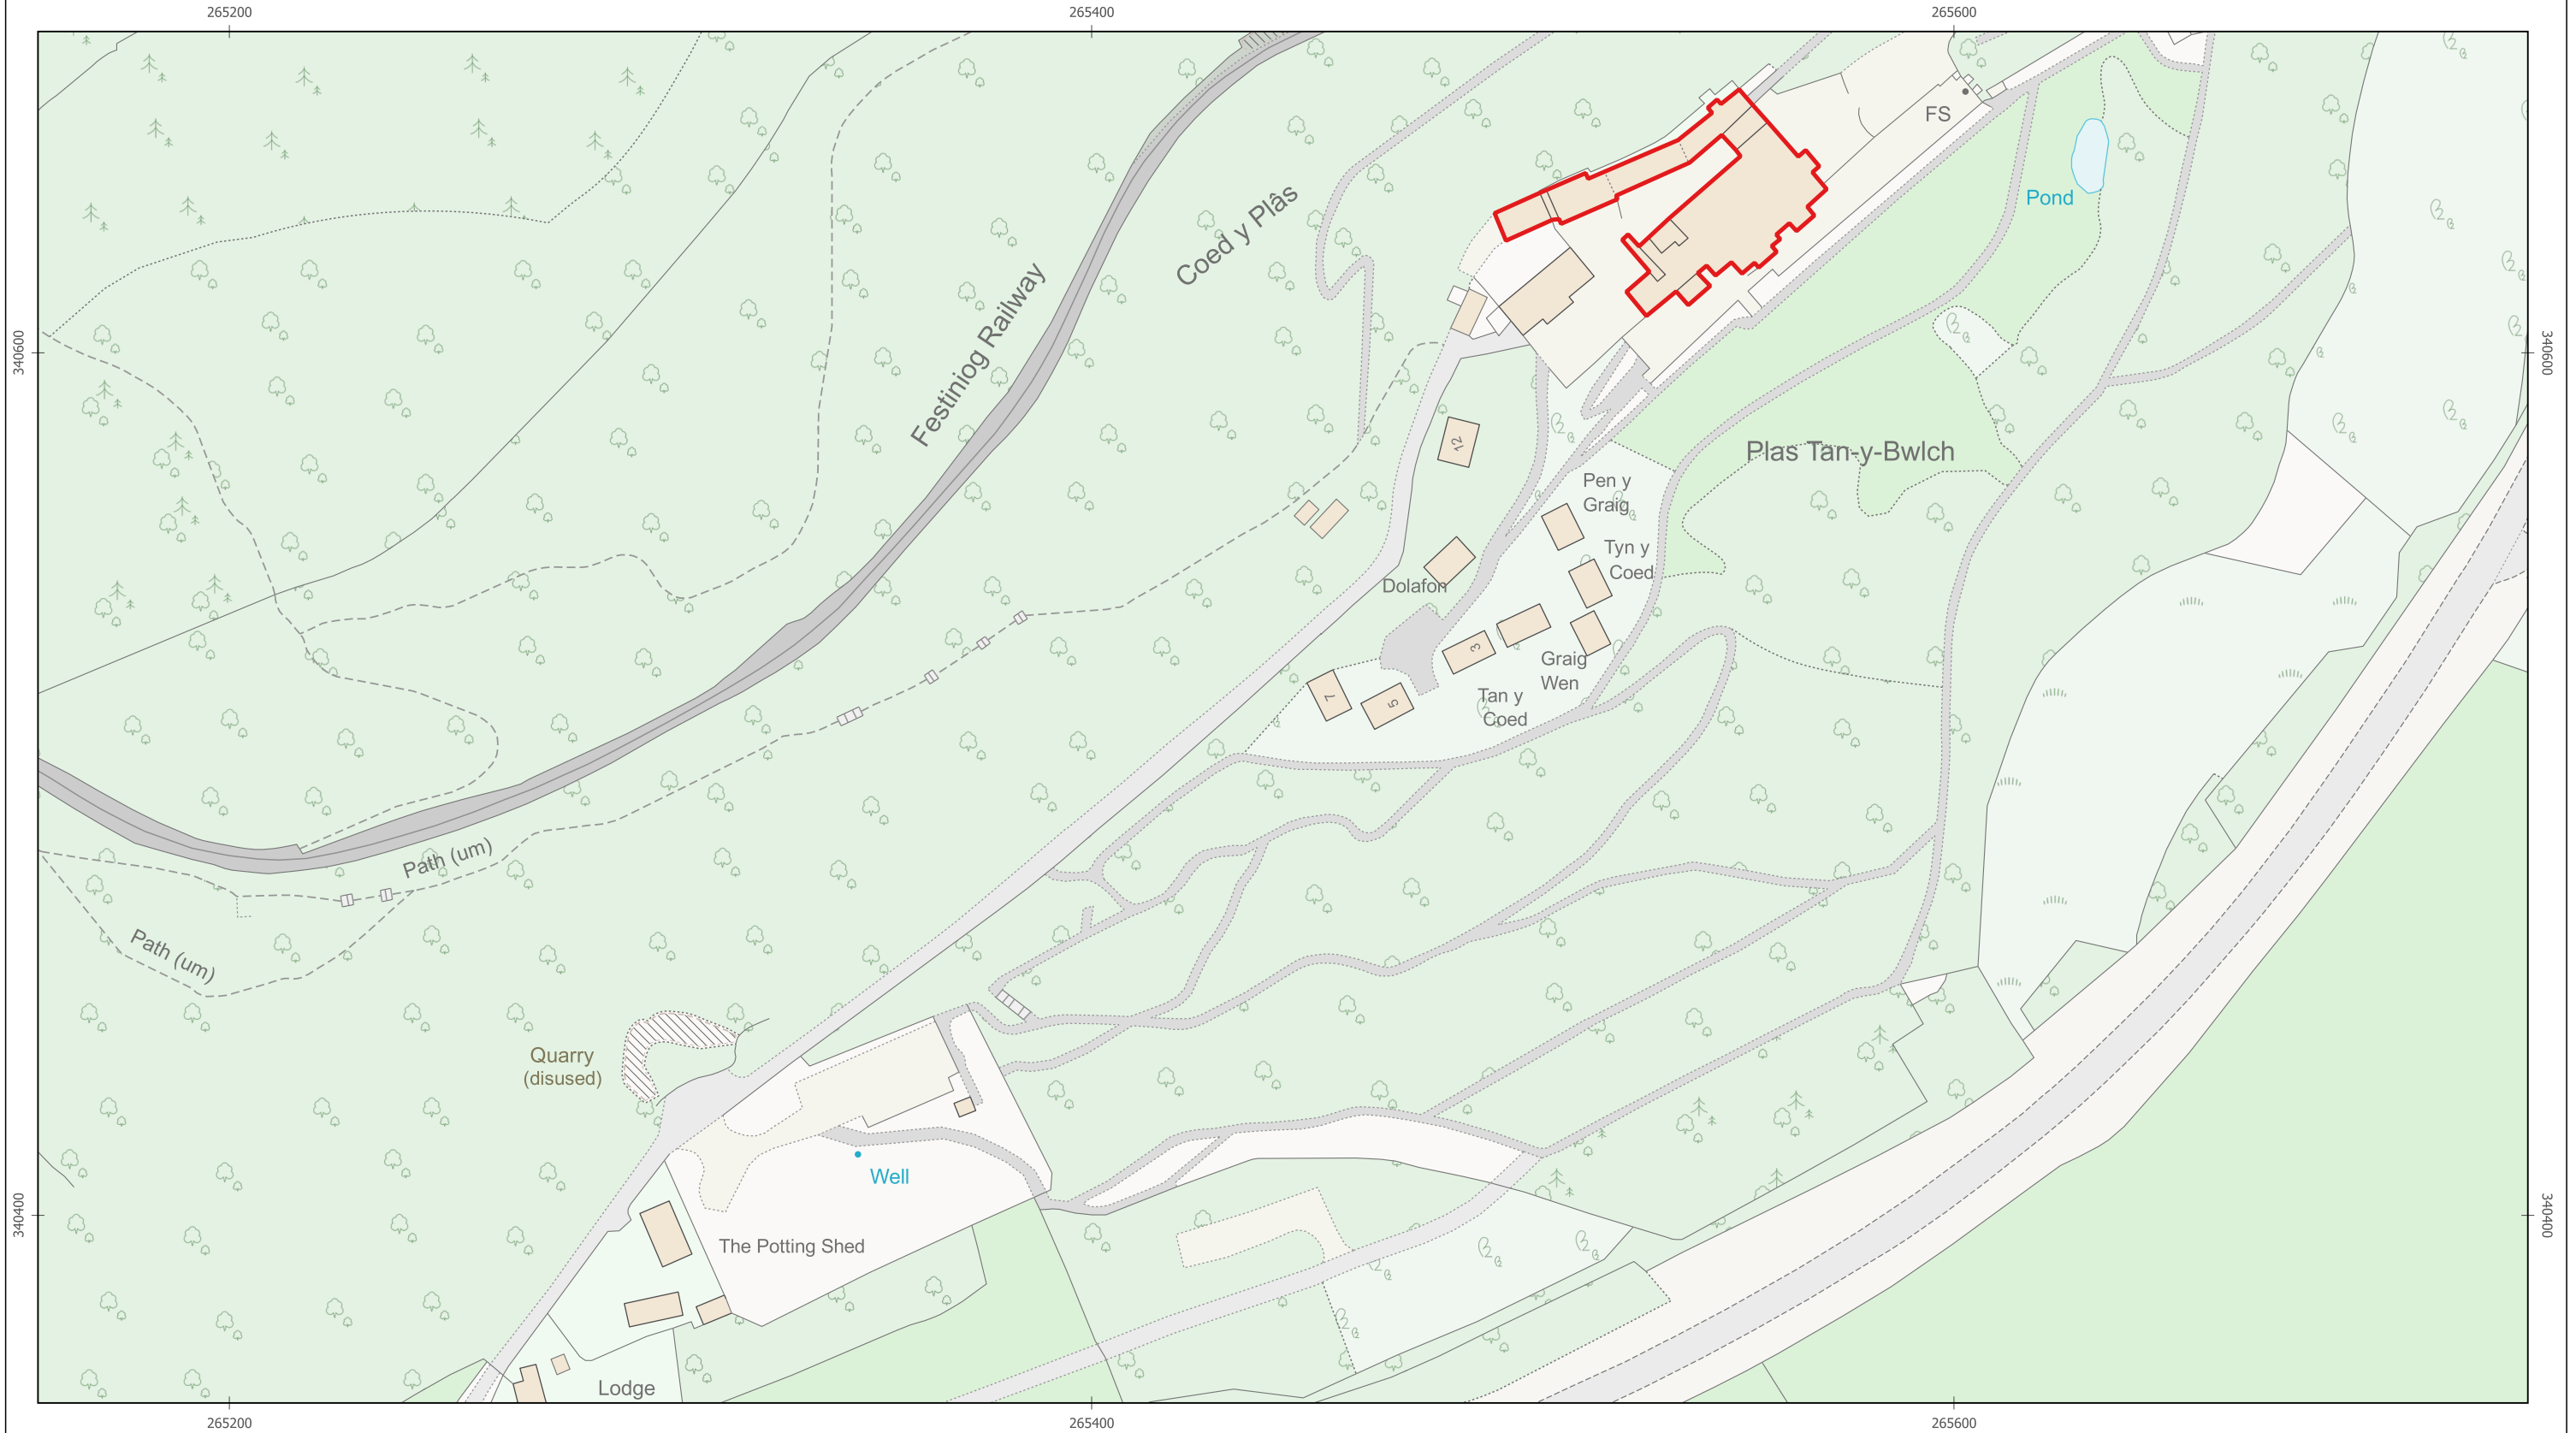 265200
265400
265600
FS
Coed y Plâs
Pond
Festiniog Railway
340600
340600
12
Plas Tan-y-Bwlch
Pen y
Graig
Tyn y
Coed
Dolafon
3
Graig
Wen
7
5
Tan y
Coed
Path (um)
Path (um)
Quarry
(disused)
Well
340400
340400
The Potting Shed
Lodge
265200
265400
265600